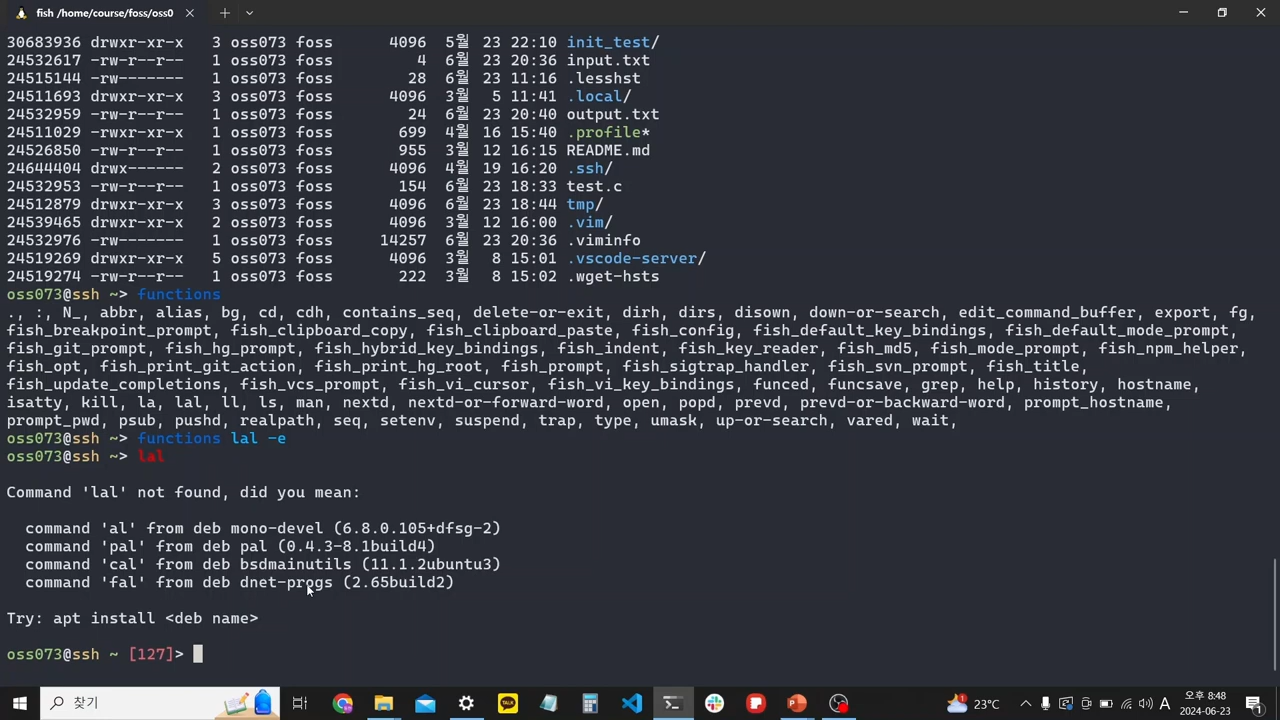 fish /home/course/foss/oss0
30683936 drwxr-xr-x 3 oss073 foss 4096 5월 23 22:10 init_test/
24532617 -rw-r--r-- 1 oss073 foss 4 6월 23 20:36 input.txt
24515144 -rw------- 1 oss073 foss 28 6월 23 11:16 .lesshst
24511693 drwxr-xr-x 3 oss073 foss 4096 3월 5 11:41 .local/
24532959 -rw-r--r-- 1 oss073 foss 24 6월 23 20:40 output.txt
24511029 -rwxr-xr-x 1 oss073 foss 699 4월 16 15:40 .profile*
24526850 -rw-r--r-- 1 oss073 foss 955 3월 12 16:15 README.md
24644404 drwx------ 2 oss073 foss 4096 4월 19 16:20 .ssh/
24532953 -rw-r--r-- 1 oss073 foss 154 6월 23 18:33 test.c
24512879 drwxr-xr-x 3 oss073 foss 4096 6월 23 18:44 tmp/
24539465 drwxr-xr-x 2 oss073 foss 4096 3월 12 16:00 .vim/
24532976 -rw------- 1 oss073 foss 14257 6월 23 20:36 .viminfo
24519269 drwxr-xr-x 5 oss073 foss 4096 3월 8 15:01 .vscode-server/
24519274 -rw-r--r-- 1 oss073 foss 222 3월 8 15:02 .wget-hsts
oss073@ssh ~> functions
., :, N_, abbr, alias, bg, cd, cdh, contains_seq, delete-or-exit, dirh, dirs, disown, down-or-search, edit_command_buffer, export, fg,
fish_breakpoint_prompt, fish_clipboard_copy, fish_clipboard_paste, fish_config, fish_default_key_bindings, fish_default_mode_prompt,
fish_git_prompt, fish_hg_prompt, fish_hybrid_key_bindings, fish_indent, fish_key_reader, fish_md5, fish_mode_prompt, fish_npm_helper,
fish_opt, fish_print_git_action, fish_print_hg_root, fish_prompt, fish_sigtrap_handler, fish_svn_prompt, fish_title,
fish_update_completions, fish_vcs_prompt, fish_vi_cursor, fish_vi_key_bindings, funced, funcsave, grep, help, history, hostname,
isatty, kill, la, lal, ll, ls, man, nextd, nextd-or-forward-word, open, popd, prevd, prevd-or-backward-word, prompt_hostname,
prompt_pwd, psub, pushd, realpath, seq, setenv, suspend, trap, type, umask, up-or-search, vared, wait,
oss073@ssh ~> functions lal -e
oss073@ssh ~> lal
Command 'lal' not found, did you mean:
command 'al' from deb mono-devel (6.8.0.105+dfsg-2)
command 'pal' from deb pal (0.4.3-8.1build4)
command 'cal' from deb bsdmainutils (11.1.2ubuntu3)
command 'fal' from deb dnet-progs (2.65build2)
Try: apt install <deb name>
oss073@ssh ~ [127]>
찾기
23°C
A
오후 8:48
2024-06-23